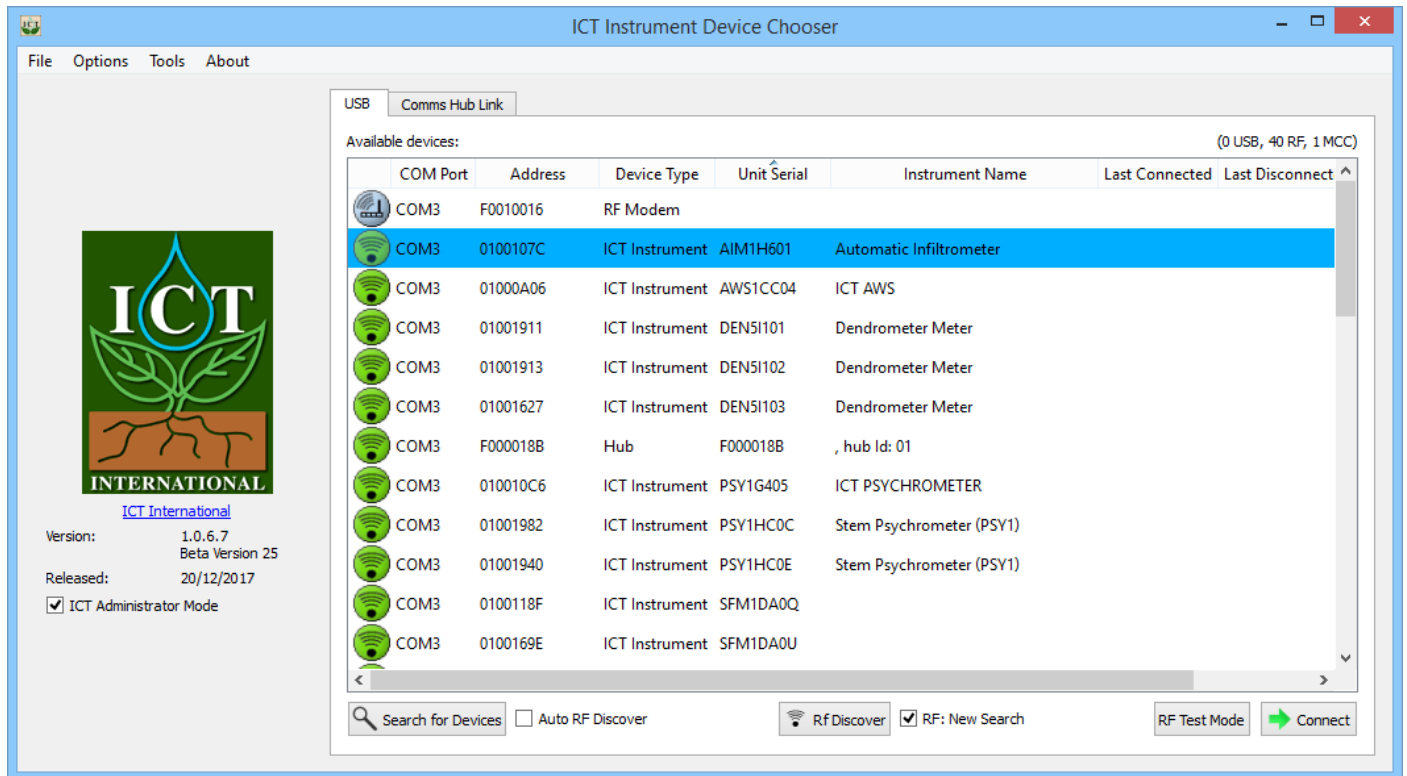 ICT
ICT Instrument Device Chooser
File Options Tools About
USB Comms Hub Link
Available devices: (0 USB, 40 RF, 1 MCC)
COM Port Address Device Type Unit Serial Instrument Name Last Connected Last Disconnect
COM3 F0010016 RF Modem
COM3 0100107C ICT Instrument AIM1H601 Automatic Infiltrometer
COM3 01000A06 ICT Instrument AWS1CC04 ICT AWS
COM3 01001911 ICT Instrument DEN5I101 Dendrometer Meter
COM3 01001913 ICT Instrument DEN5I102 Dendrometer Meter
COM3 01001627 ICT Instrument DEN5I103 Dendrometer Meter
COM3 F000018B Hub F000018B , hub Id: 01
COM3 010010C6 ICT Instrument PSY1G405 ICT PSYCHROMETER
COM3 01001982 ICT Instrument PSY1HC0C Stem Psychrometer (PSY1)
COM3 01001940 ICT Instrument PSY1HC0E Stem Psychrometer (PSY1)
COM3 0100118F ICT Instrument SFM1DA0Q
COM3 0100169E ICT Instrument SFM1DA0U
Search for Devices Auto RF Discover Rf Discover RF: New Search RF Test Mode Connect
ICT
INTERNATIONAL
ICT International
Version: 1.0.6.7
Beta Version 25
Released: 20/12/2017
ICT Administrator Mode